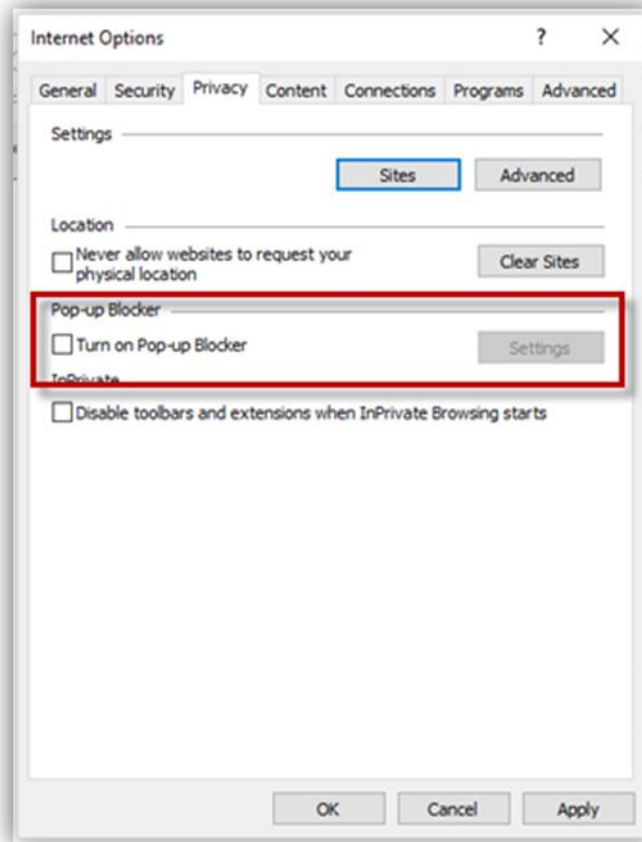 Internet Options ?
General Security Privacy Content Connections Programs Advanced
Settings
Sites Advanced
Location
Never allow websites to request your
physical location
Clear Sites
Pop-up Blocker
Turn on Pop-up Blocker Settings
InPrivate
Disable toolbars and extensions when InPrivate Browsing starts
OK Cancel Apply